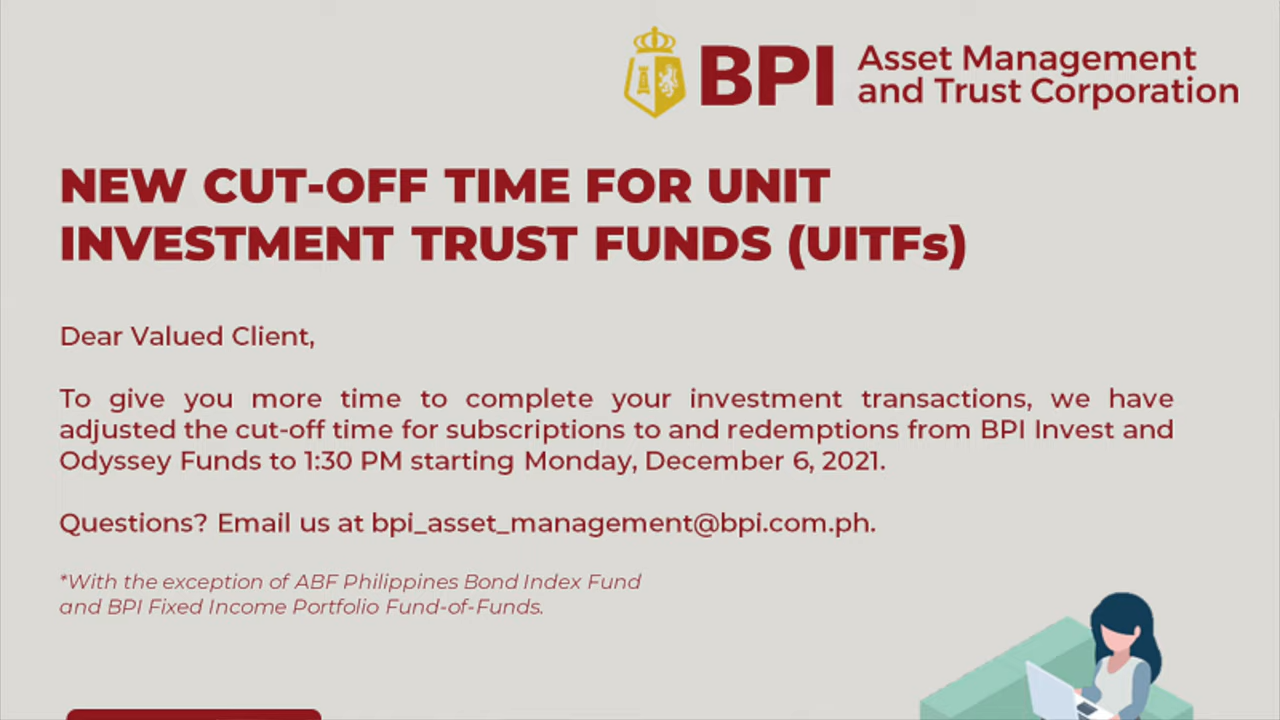 BPI Asset Management
and Trust Corporation
NEW CUT-OFF TIME FOR UNIT
INVESTMENT TRUST FUNDS (UITFs)
Dear Valued Client,
To give you more time to complete your investment transactions, we have
adjusted the cut-off time for subscriptions to and redemptions from BPI Invest and
Odyssey Funds to 1:30 PM starting Monday, December 6, 2021.
Questions? Email us at bpi_asset_management@bpi.com.ph.
*With the exception of ABF Philippines Bond Index Fund
and BPI Fixed Income Portfolio Fund-of-Funds.